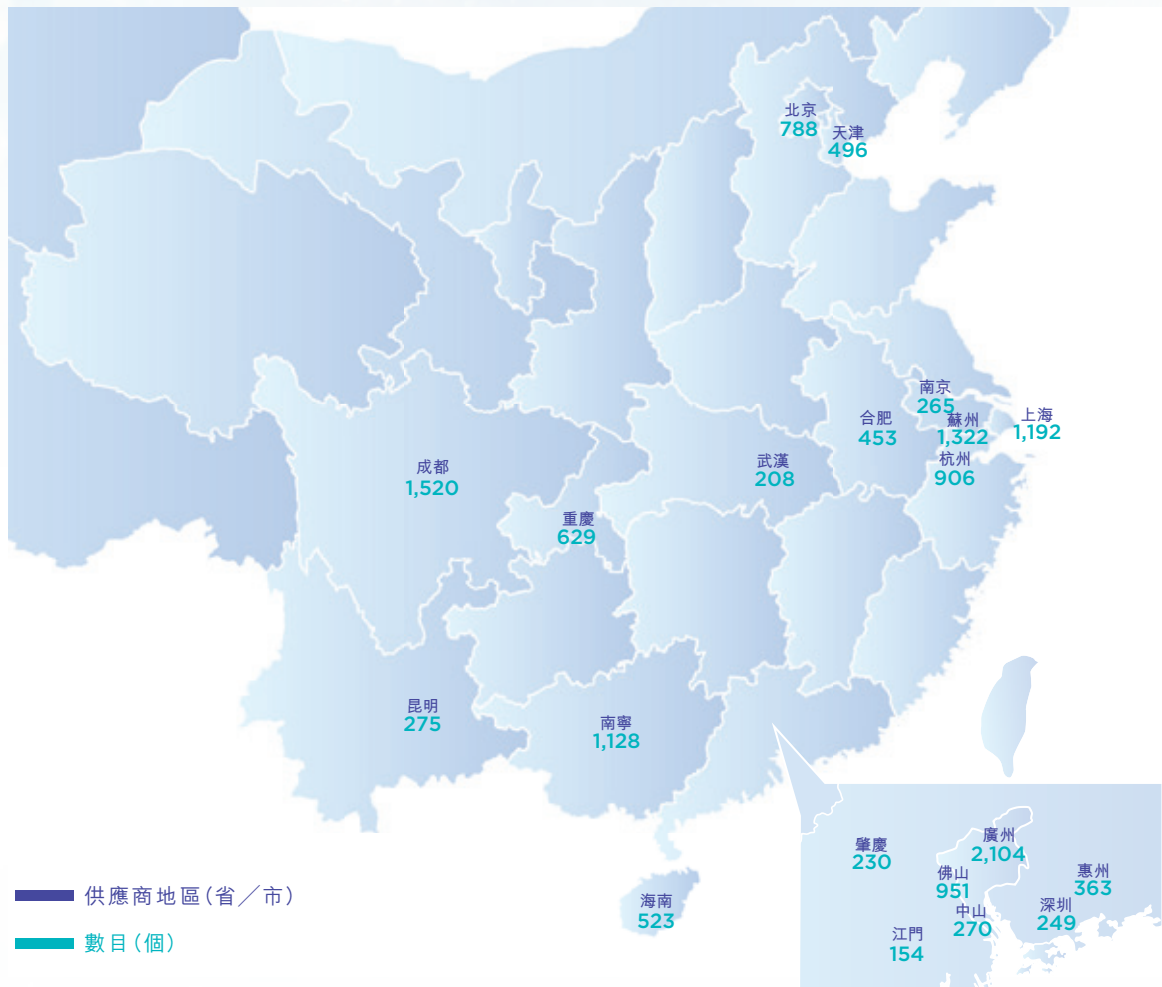 北京
788
天津
496
南京
265
合肥
453
蘇州
1,322
上海
1,192
杭州
906
成都
1,520
武漢
208
重慶
629
昆明
275
南寧
1,128
海南
523
肇慶
230
廣州
2,104
佛山
951
惠州
363
中山
270
深圳
249
江門
154
供應商地區(省／市)
數目(個)